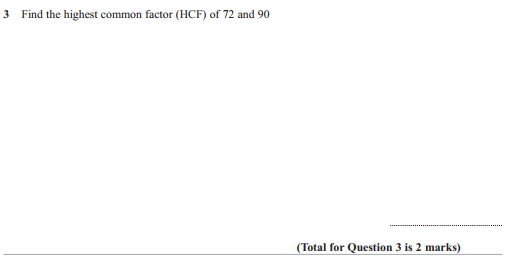 3 Find the highest common factor (HCF) of 72 and 90
(Total for Question 3 is 2 marks)